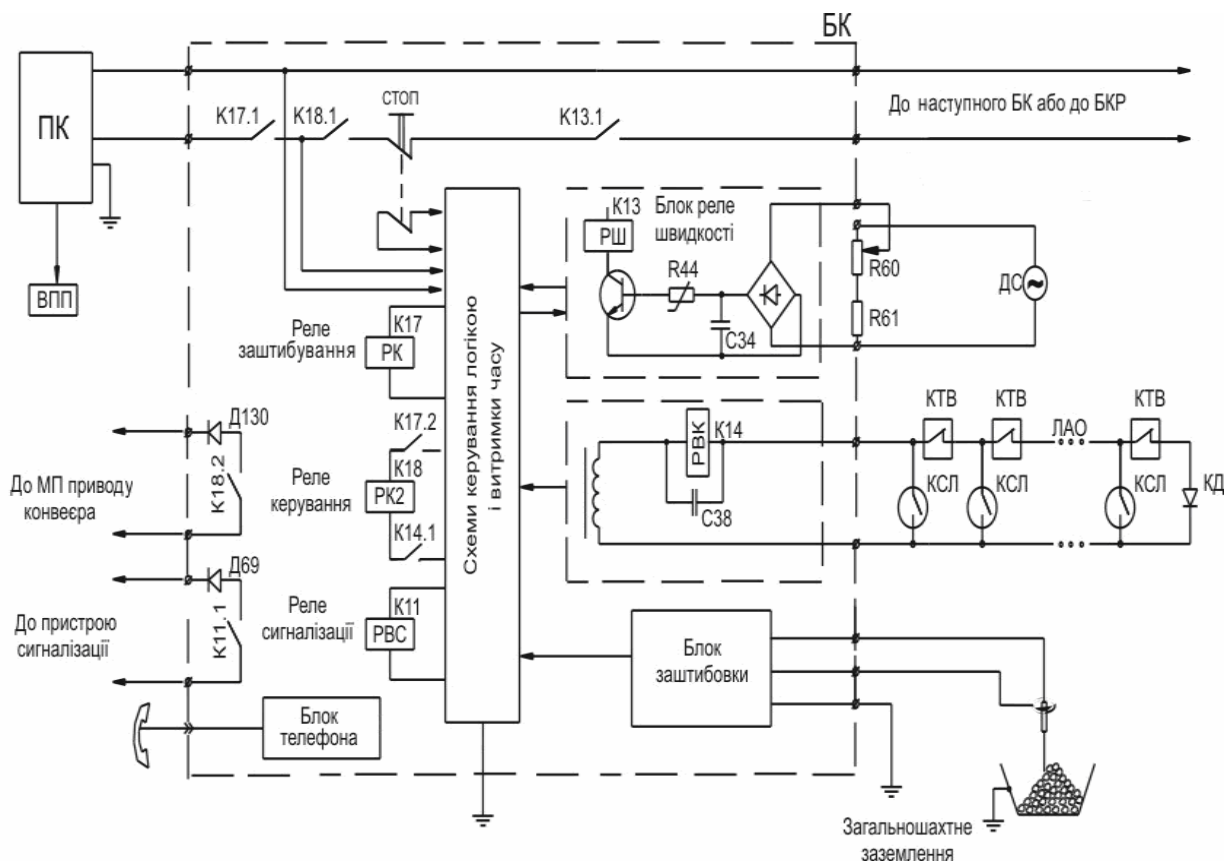 БК
ПК
К17.1
К18.1
СТОП
К13.1
До наступного БК або до БКР
ВПП
К13
РШ
Блок реле
швидкості
R44
С34
R60
R61
ДС
Реле
заштибування
К17
РК
Схеми керування логікою
і витримки часу
Д130
К18.2
До МП приводу
конвеєра
К17.2
Реле
керування
К18
РК2
К14.1
РВК
К14
С38
КТВ
КТВ
ЛАО
КТВ
КСЛ
КСЛ
КСЛ
КД
Д69
К11.1
До пристрою
сигналізації
Реле
сигналізації
К11
РВС
Блок
заштибовки
Блок
телефона
Загальношахтне
заземлення